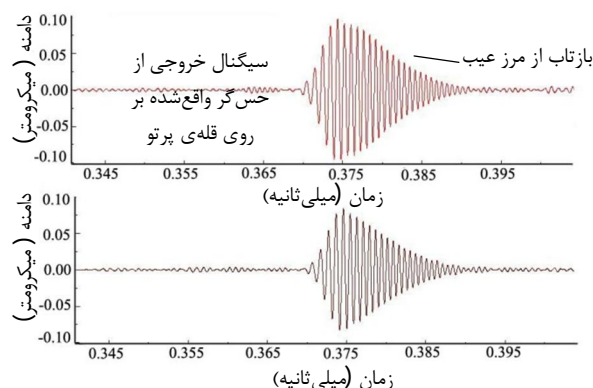 0.10
0.05
0.00
-0.05
-0.10
دامنه ( میکرومتر)
سیگنال خروجی از
حس‌گر واقع‌شده بر
روی قله‌ی پرتو
بازتاب از مرز عیب
0.345 0.355 0.365 0.375 0.385 0.395
زمان (میلی‌ثانیه)
0.10
0.05
0.00
-0.05
-0.10
دامنه ( میکرومتر)
0.345 0.355 0.365 0.375 0.385 0.395
زمان (میلی‌ثانیه)